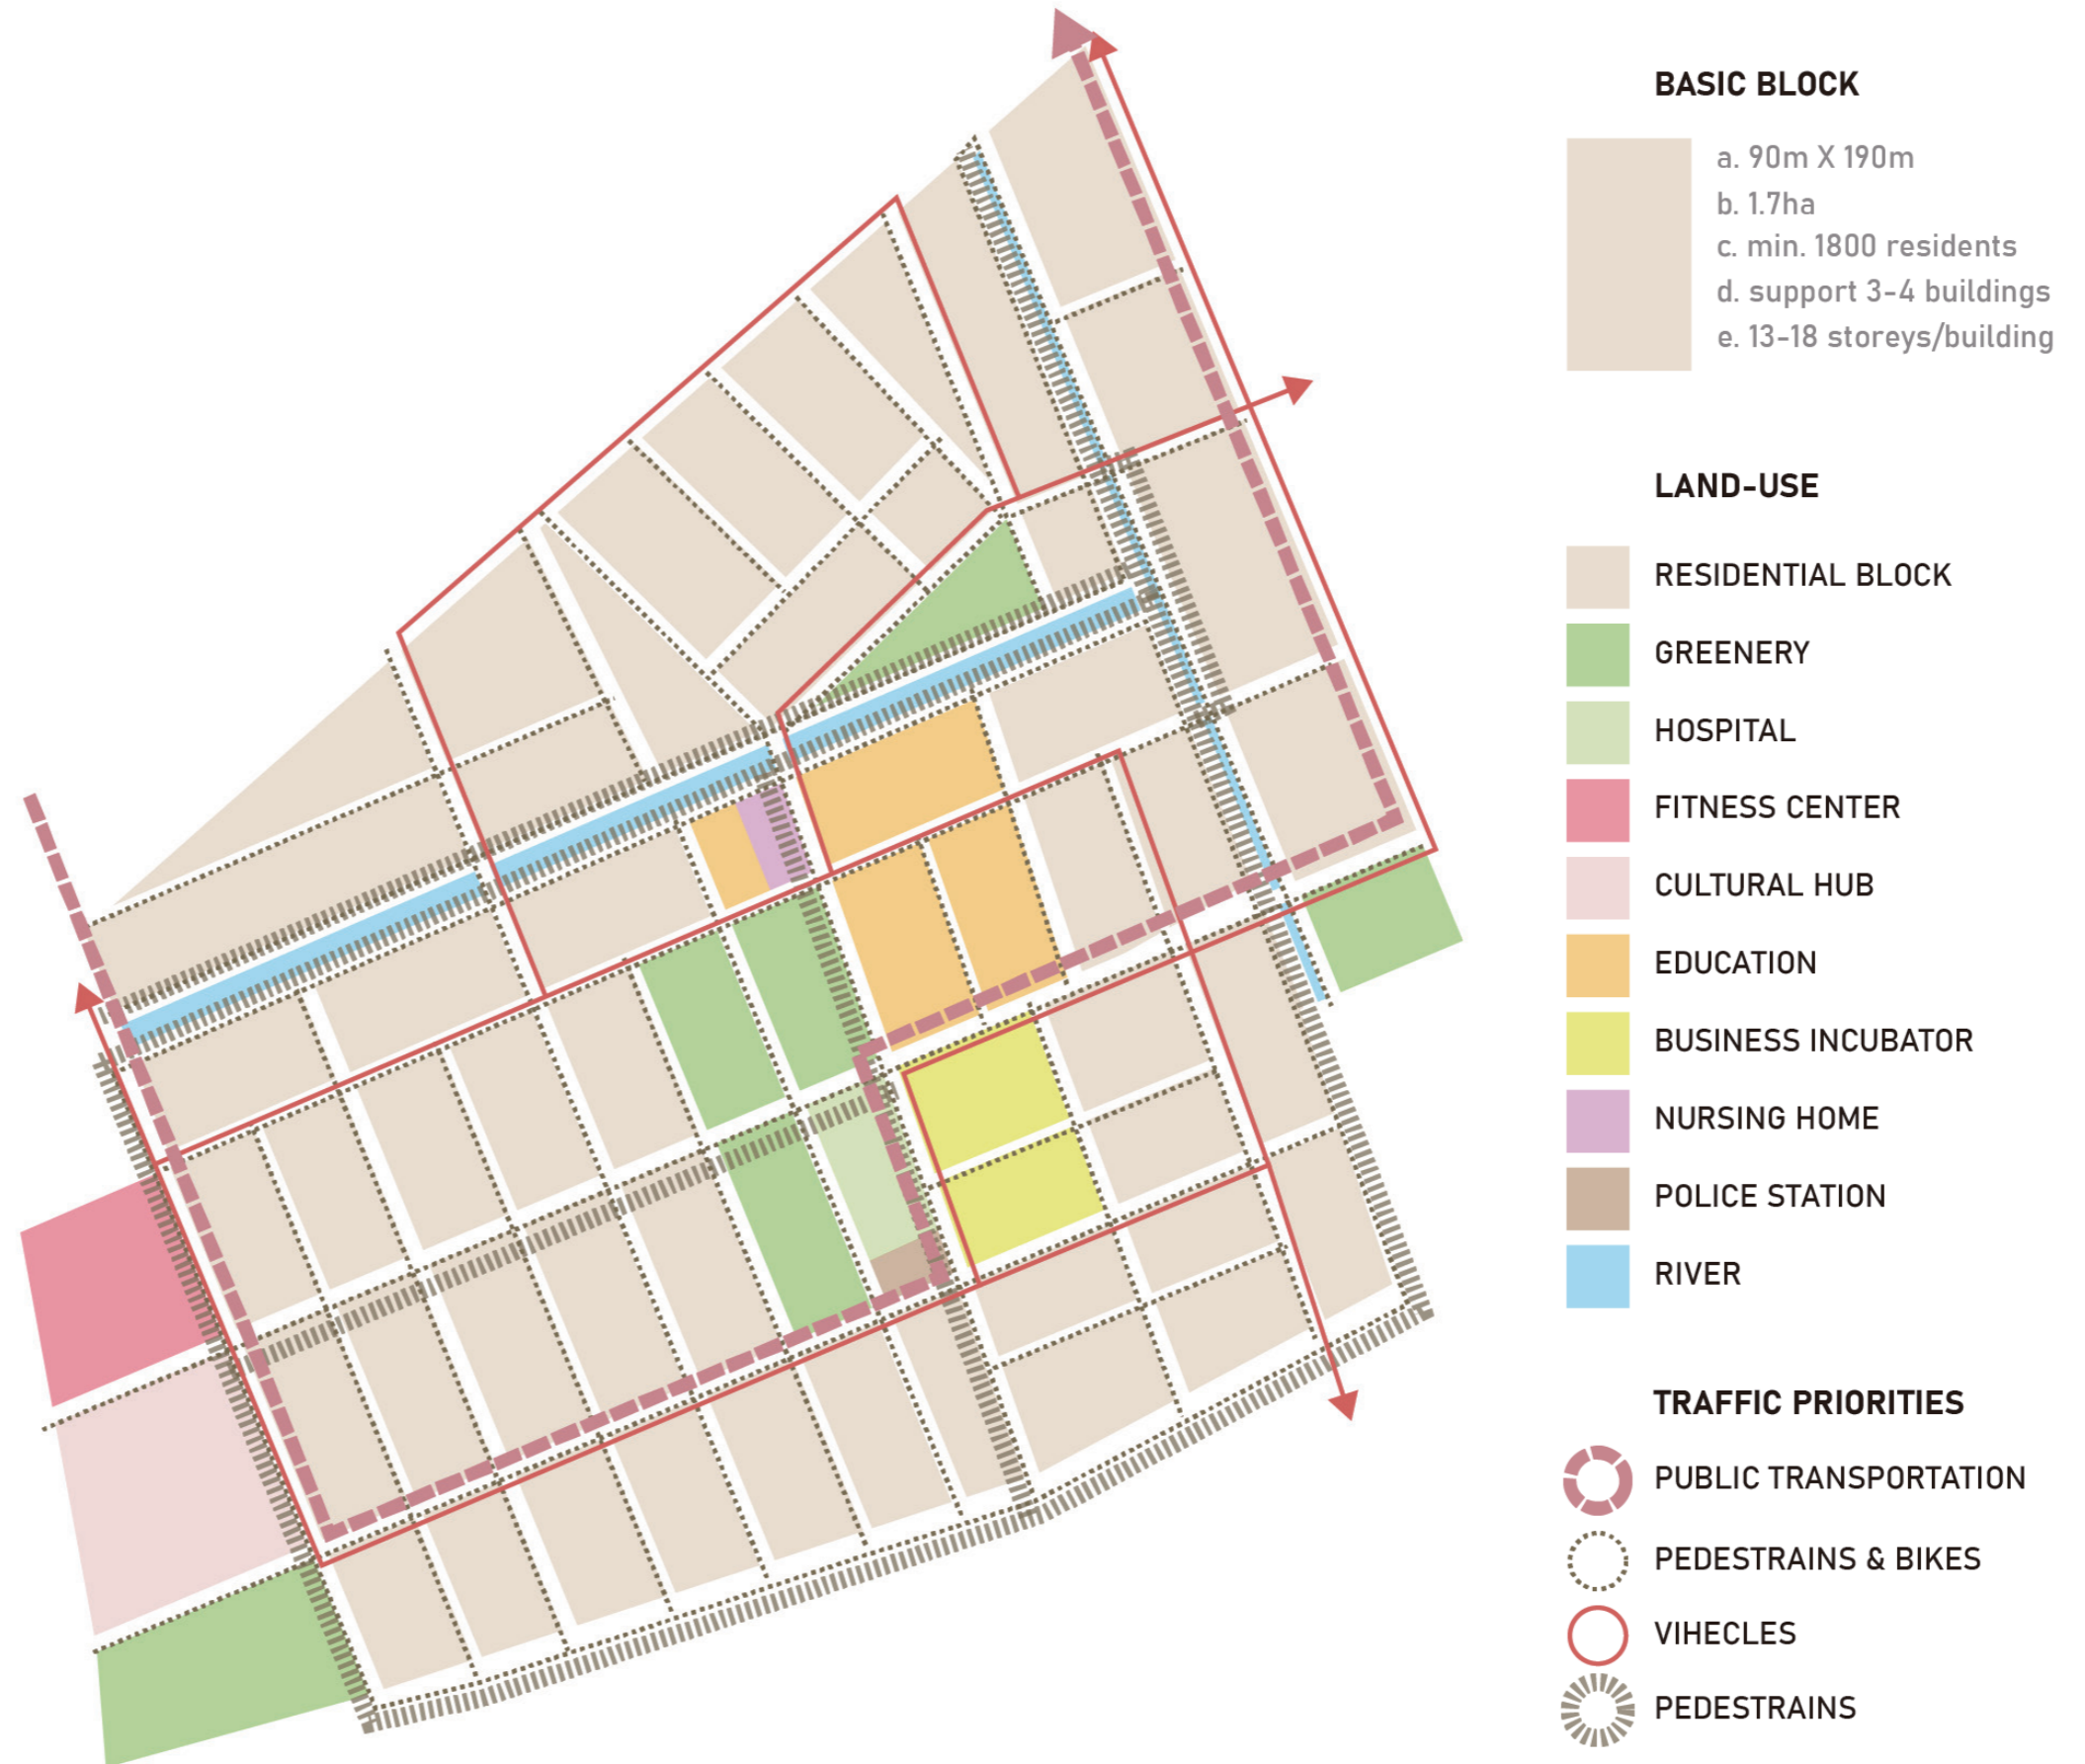 BASIC BLOCK
a. 90m X 190m
b. 1.7ha
c. min. 1800 residents
d. support 3-4 buildings
e. 13-18 storeys/building
LAND-USE
RESIDENTIAL BLOCK
GREENERY
HOSPITAL
FITNESS CENTER
CULTURAL HUB
EDUCATION
BUSINESS INCUBATOR
NURSING HOME
POLICE STATION
RIVER
TRAFFIC PRIORITIES
PUBLIC TRANSPORTATION
PEDESTRAINS & BIKES
VIHECLES
PEDESTRAINS